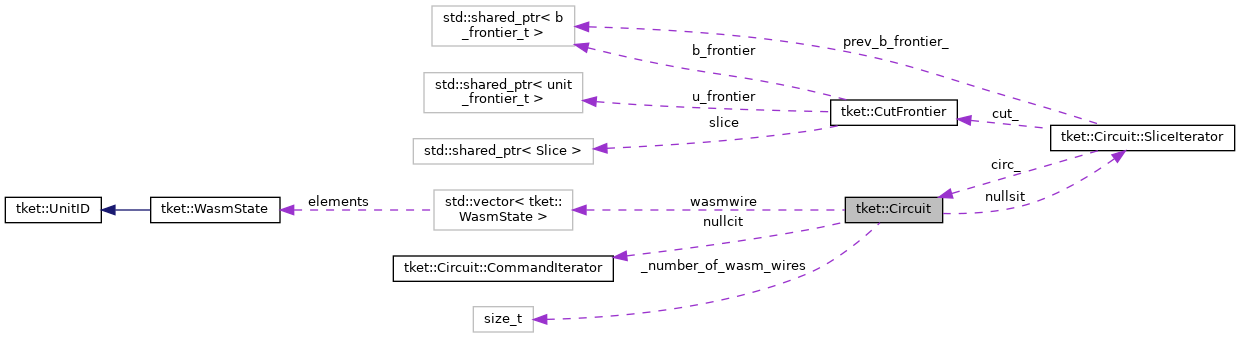 std::shared_ptr< b
_frontier_t >
prev_b_frontier_
b_frontier
std::shared_ptr< unit
_frontier_t >
u_frontier
tket::CutFrontier
cut_
slice
tket::Circuit::SliceIterator
std::shared_ptr< Slice >
circ_
nullsit
tket::UnitID
tket::WasmState
elements
std::vector< tket::
WasmState >
wasmwire
tket::Circuit
nullcit
tket::Circuit::CommandIterator
_number_of_wasm_wires
size_t